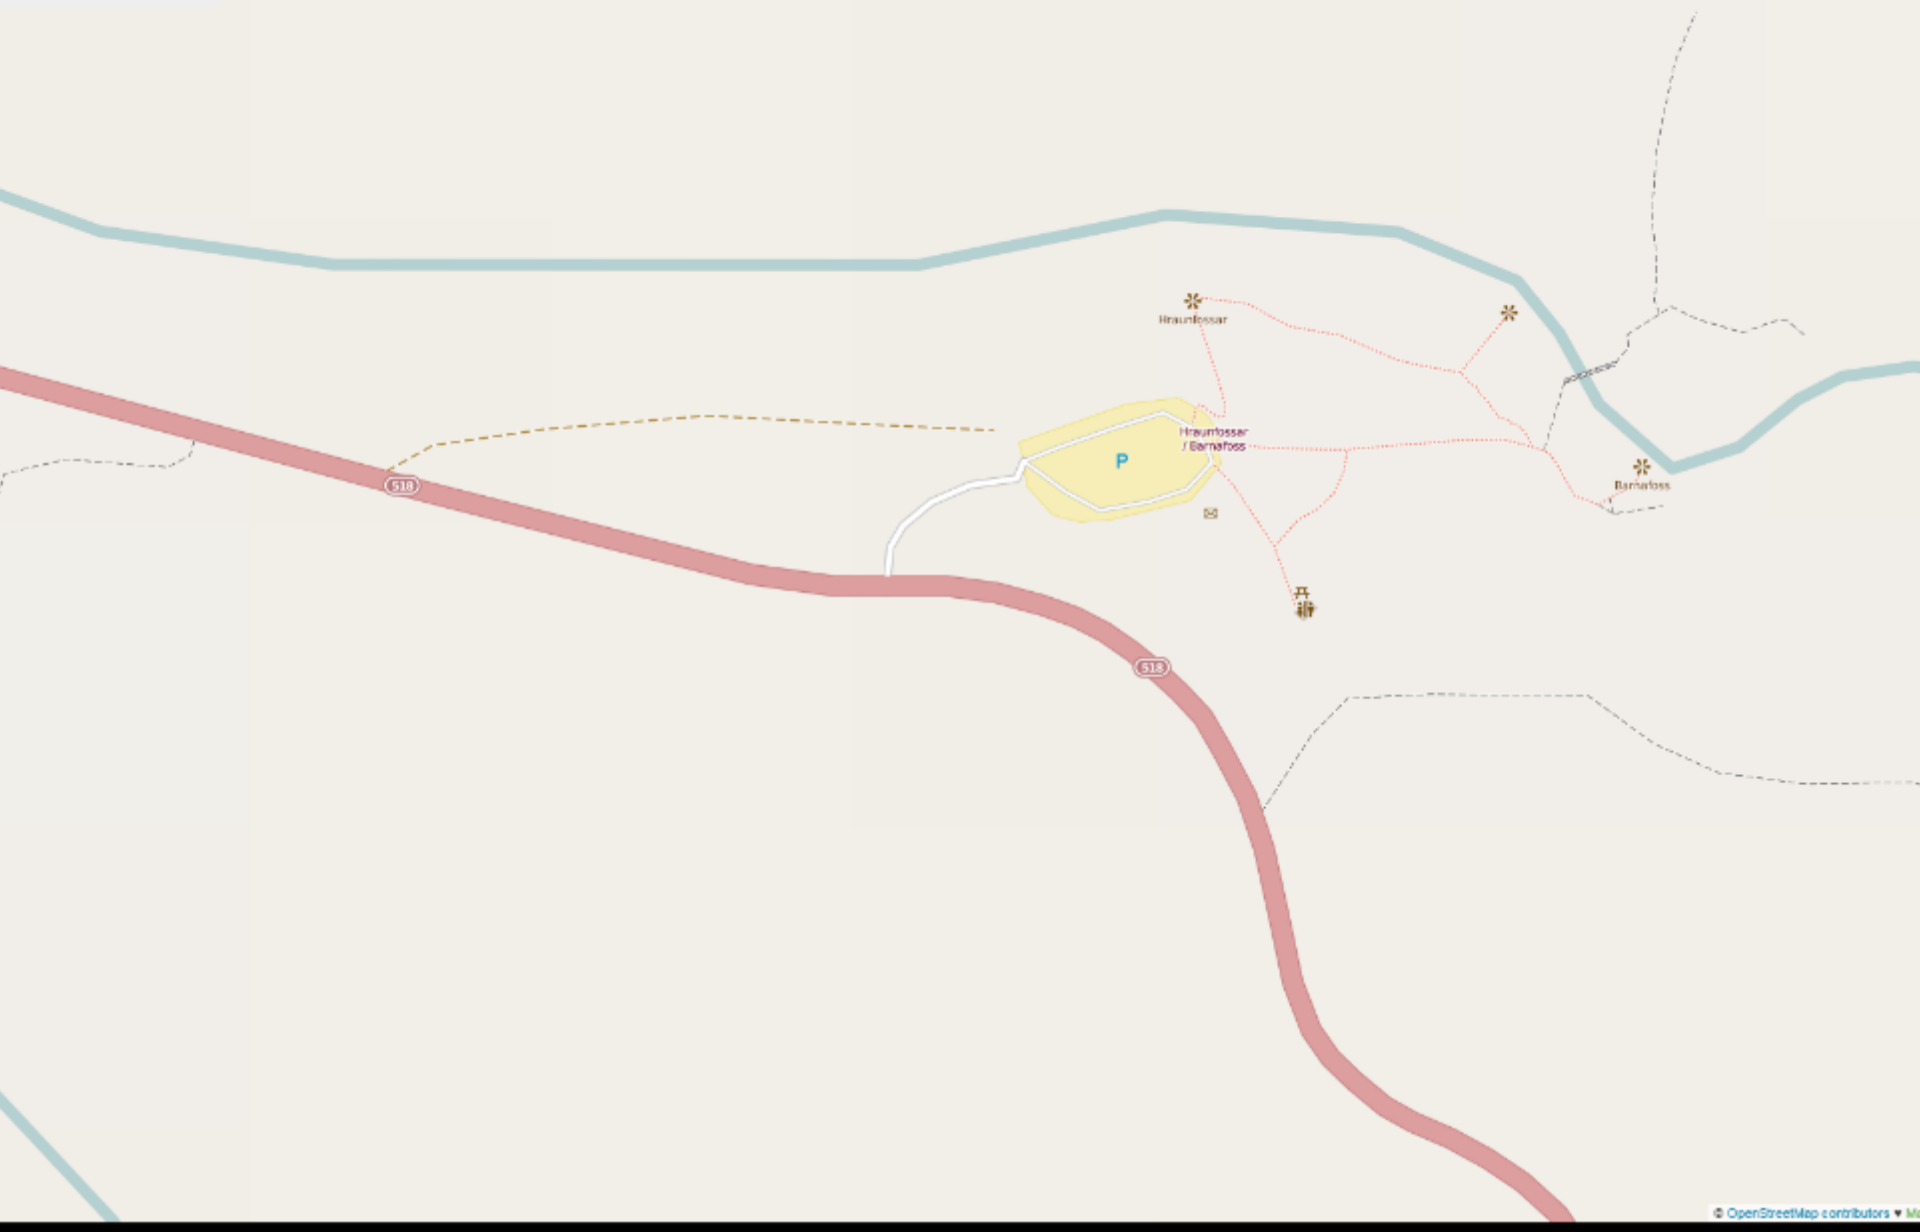 Hraunfossar
Hraunfossar
/ Barnafoss
P
518
Barnafoss
518
© OpenStreetMap contributors ♥